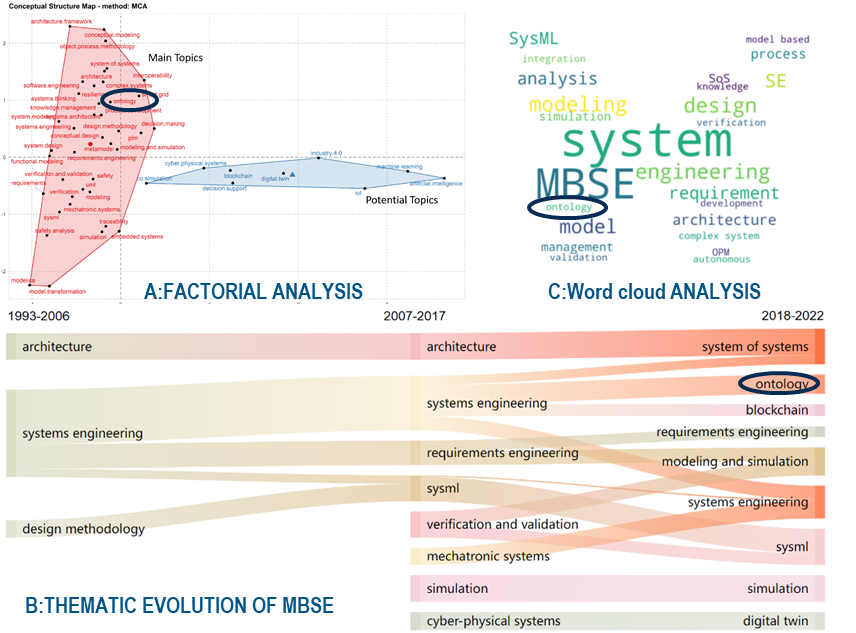 Conceptual Structure Map - method: MCA
architecture.framework
conceptual.modeling
object.process.methodology
Main Topics
system.of.systems
architecture
interoperability
software.engineering
complex.systems
systems.thinking
ontology
knowledge.management
systems.engineering
design.methodology
decision.making
conceptual.design
plm
system.design
metamodel
modeling.and.simulation
functional.modeling
requirements.engineering
verification.and.validation
safety
requirements
uml
verification
modeling
mechatronic.systems
sysml
traceability
safety.analysis
simulation
embedded.systems
modelica
model.transformation
industry.4.0
cyber.physical.systems
machine.learning
blockchain
digital.twin
co.simulation
artificial.intelligence
decision.support
iot
Potential Topics
2
1
0
-1
-2
A:FACTORIAL ANALYSIS
SysML
model based
integration
process
analysis
SoS
knowledge
SE
modeling
design
simulation
verification
system
MBSE
engineering
requirement
ontology
development
model
architecture
management
complex system
validation
OPM
autonomous
C:Word cloud ANALYSIS
1993-2006
2007-2017
2018-2022
architecture
architecture
system of systems
ontology
systems engineering
blockchain
systems engineering
requirements engineering
requirements engineering
modeling and simulation
sysml
systems engineering
design methodology
verification and validation
sysml
mechatronic systems
simulation
simulation
B:THEMATIC EVOLUTION OF MBSE
cyber-physical systems
digital twin